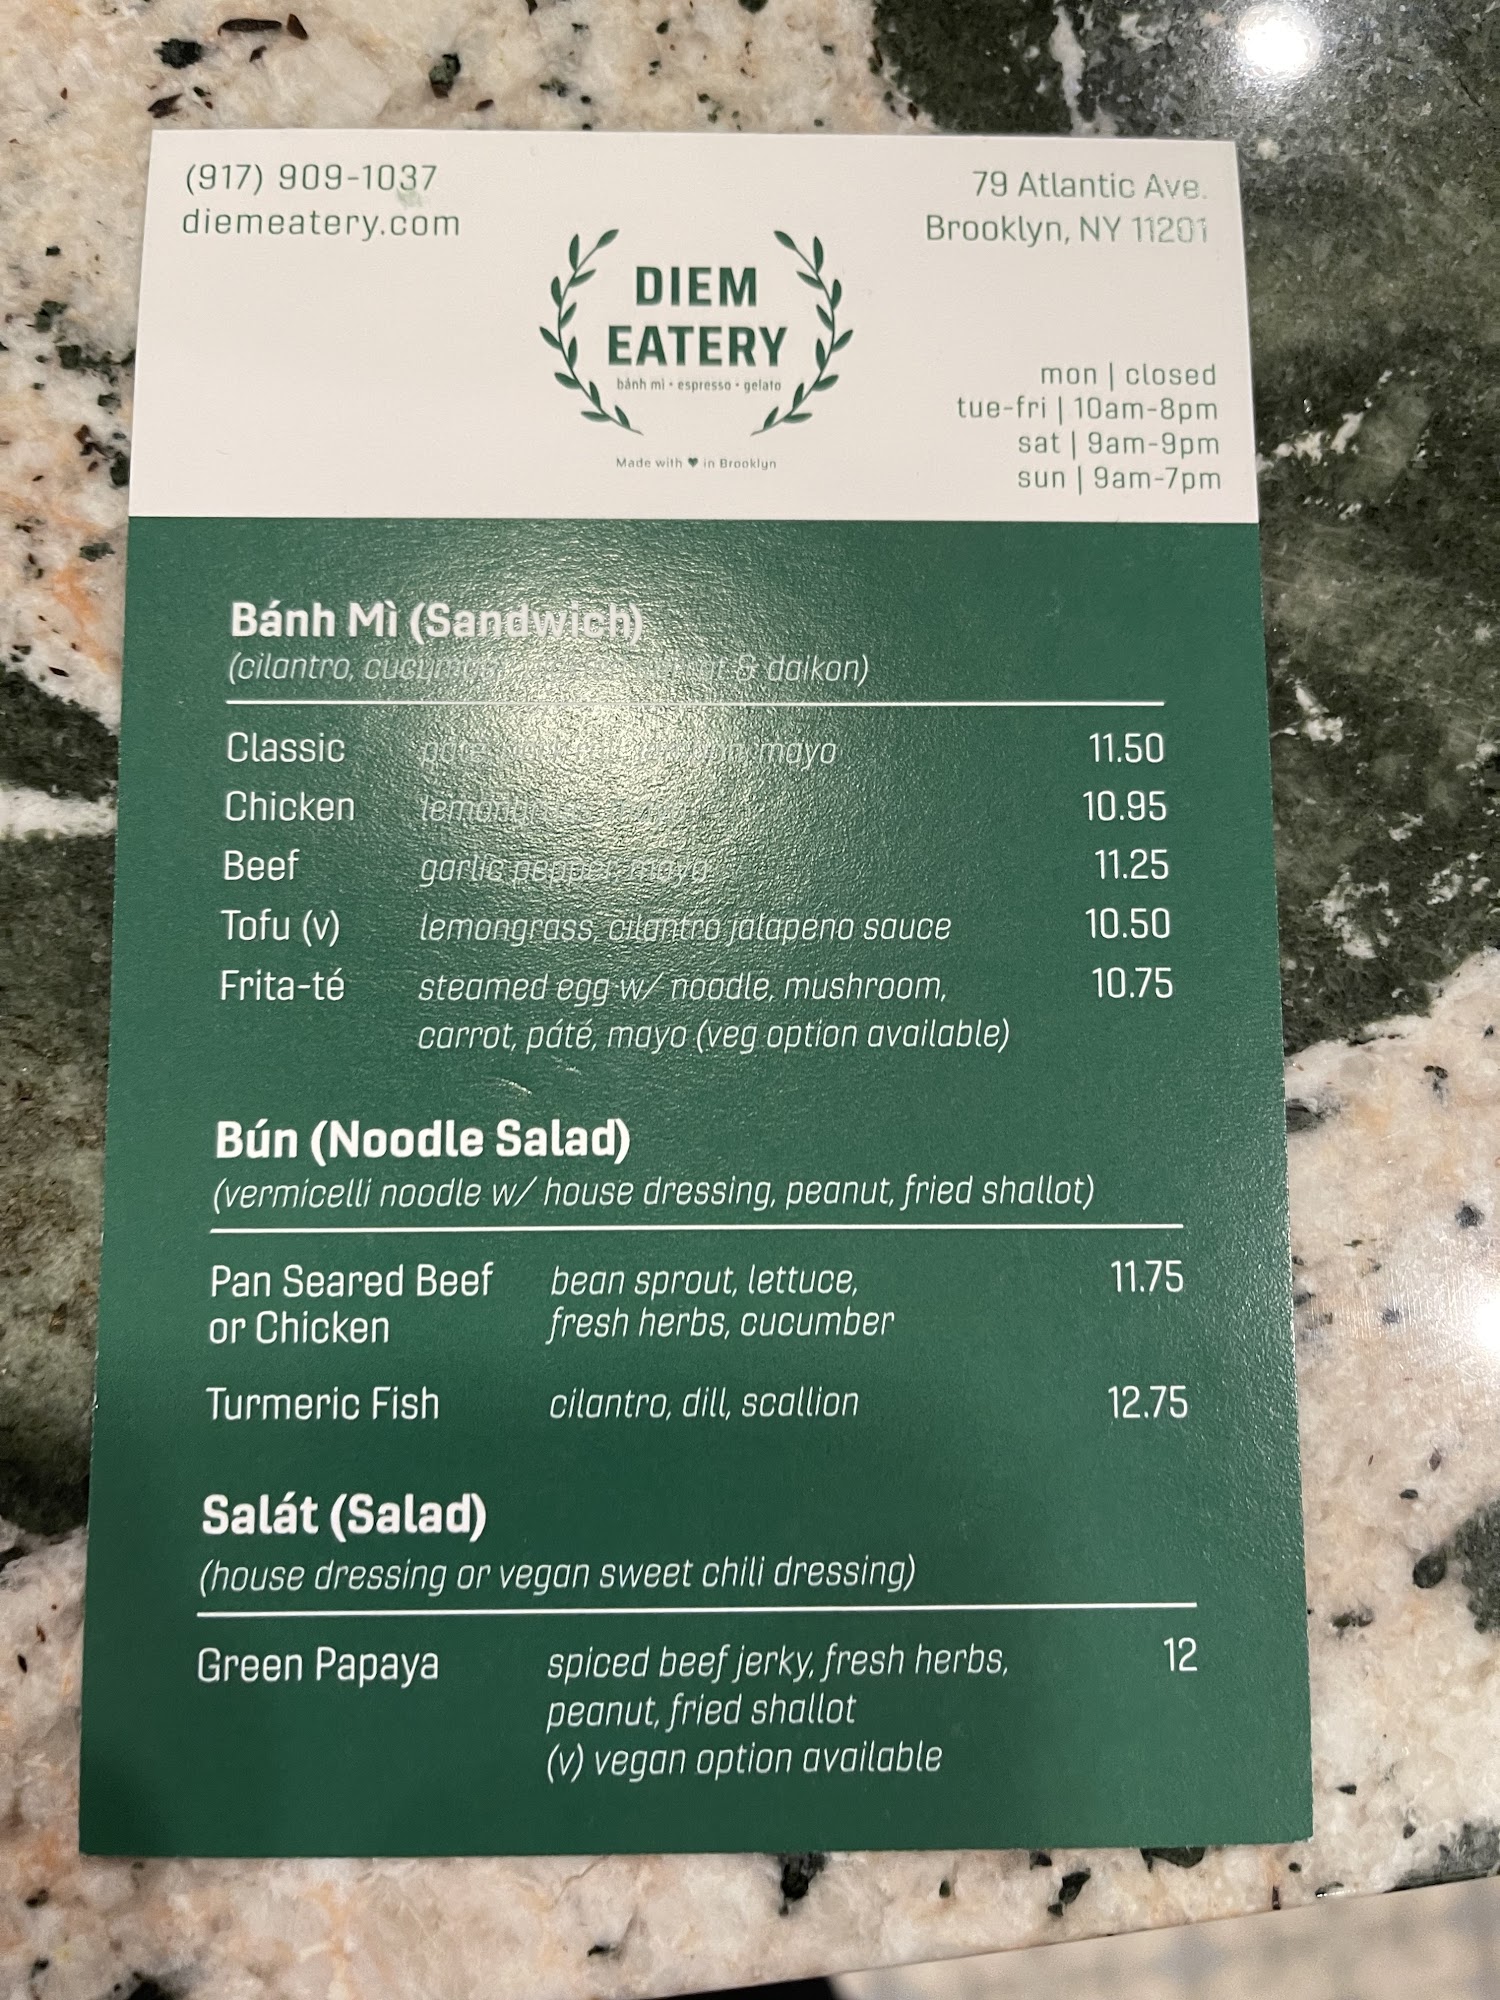 (917) 909-1037
diemeatery.com
79 Atlantic Ave.
Brooklyn, NY 11201
DIEM
EATERY
bánh mì • espresso • gelato
Made with ♥ in Brooklyn
mon | closed
tue-fri | 10am-8pm
sat | 9am-9pm
sun | 9am-7pm
Bánh Mì (Sandwich)
(cilantro, cucumber & daikon)
Classic mayo 11.50
Chicken lemongrass 10.95
Beef garlic pepper, mayo 11.25
Tofu (v) lemongrass, cilantro jalapeno sauce 10.50
Frita-té steamed egg w/ noodle, mushroom, 10.75
carrot, páté, mayo (veg option available)
Bún (Noodle Salad)
(vermicelli noodle w/ house dressing, peanut, fried shallot)
Pan Seared Beef bean sprout, lettuce, 11.75
or Chicken fresh herbs, cucumber
Turmeric Fish cilantro, dill, scallion 12.75
Salát (Salad)
(house dressing or vegan sweet chili dressing)
Green Papaya spiced beef jerky, fresh herbs, 12
peanut, fried shallot
(v) vegan option available